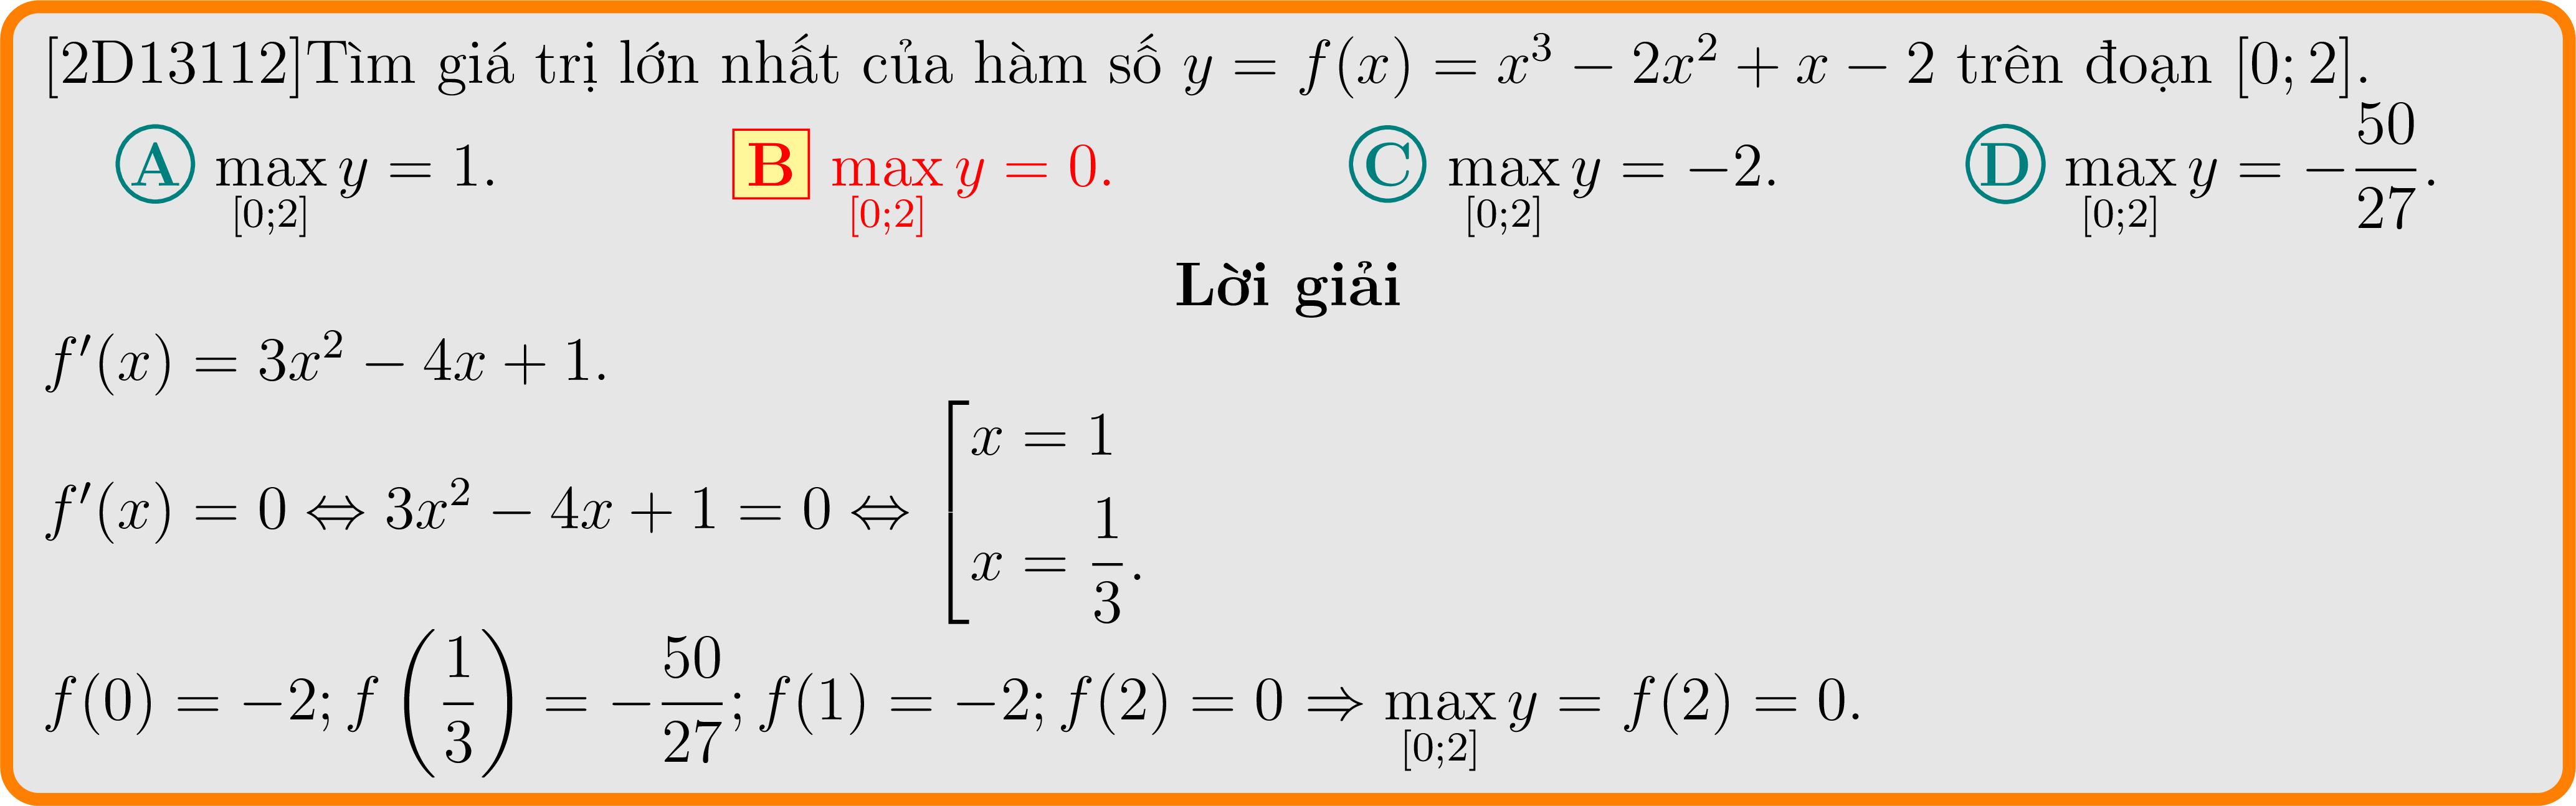 [2D13112]Tìm giá trị lớn nhất của hàm số $y = f(x) = x^3 - 2x^2 + x - 2$ trên đoạn $[0; 2]$.
A $\max\limits_{[0;2]} y = 1$. B $\max\limits_{[0;2]} y = 0$. C $\max\limits_{[0;2]} y = -2$. D $\max\limits_{[0;2]} y = -\dfrac{50}{27}$.
Lời giải
$f'(x) = 3x^2 - 4x + 1$.
$f'(x) = 0 \Leftrightarrow 3x^2 - 4x + 1 = 0 \Leftrightarrow \left[\begin{array}{l} x = 1 \\ x = \dfrac{1}{3}. \end{array}\right.$
$f(0) = -2; f\left(\dfrac{1}{3}\right) = -\dfrac{50}{27}; f(1) = -2; f(2) = 0 \Rightarrow \max\limits_{[0;2]} y = f(2) = 0$.